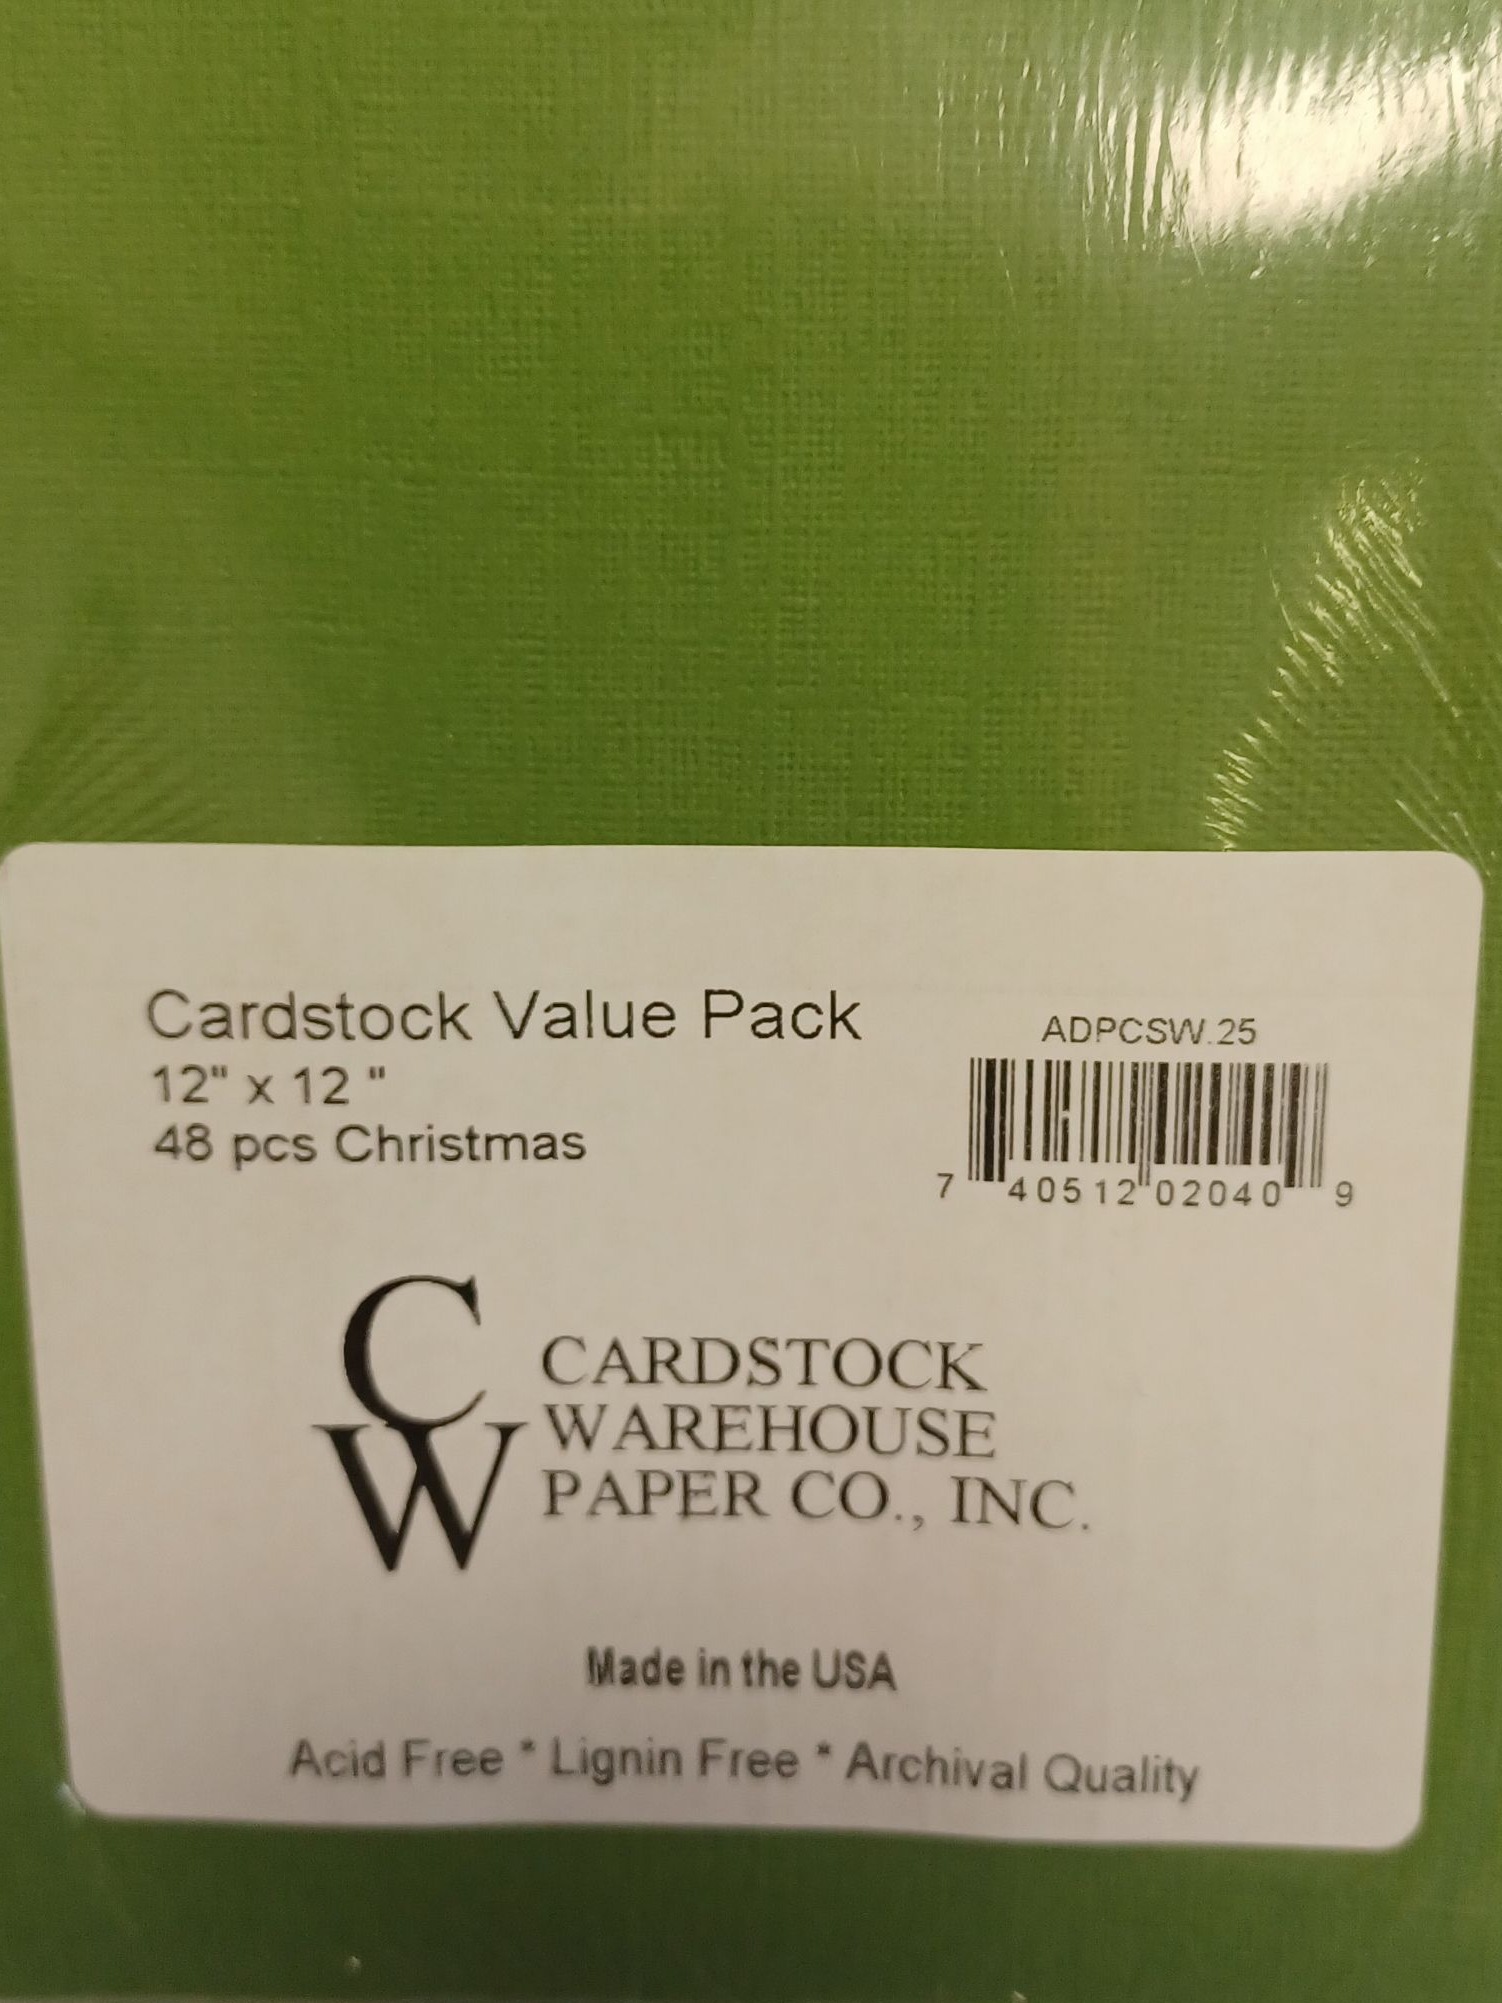 Cardstock Value Pack
12" x 12 "
48 pcs Christmas
ADPCSW.25
7 40512 02040 9
CW
CARDSTOCK
WAREHOUSE
PAPER CO., INC.
Made in the USA
Acid Free * Lignin Free * Archival Quality